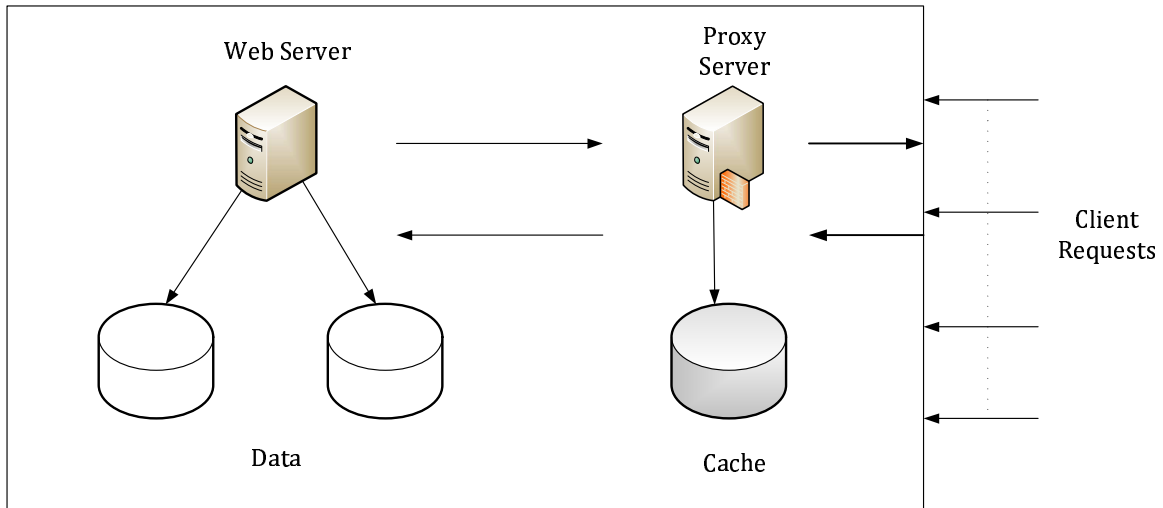 Web Server
Proxy
Server
Client
Requests
Data
Cache